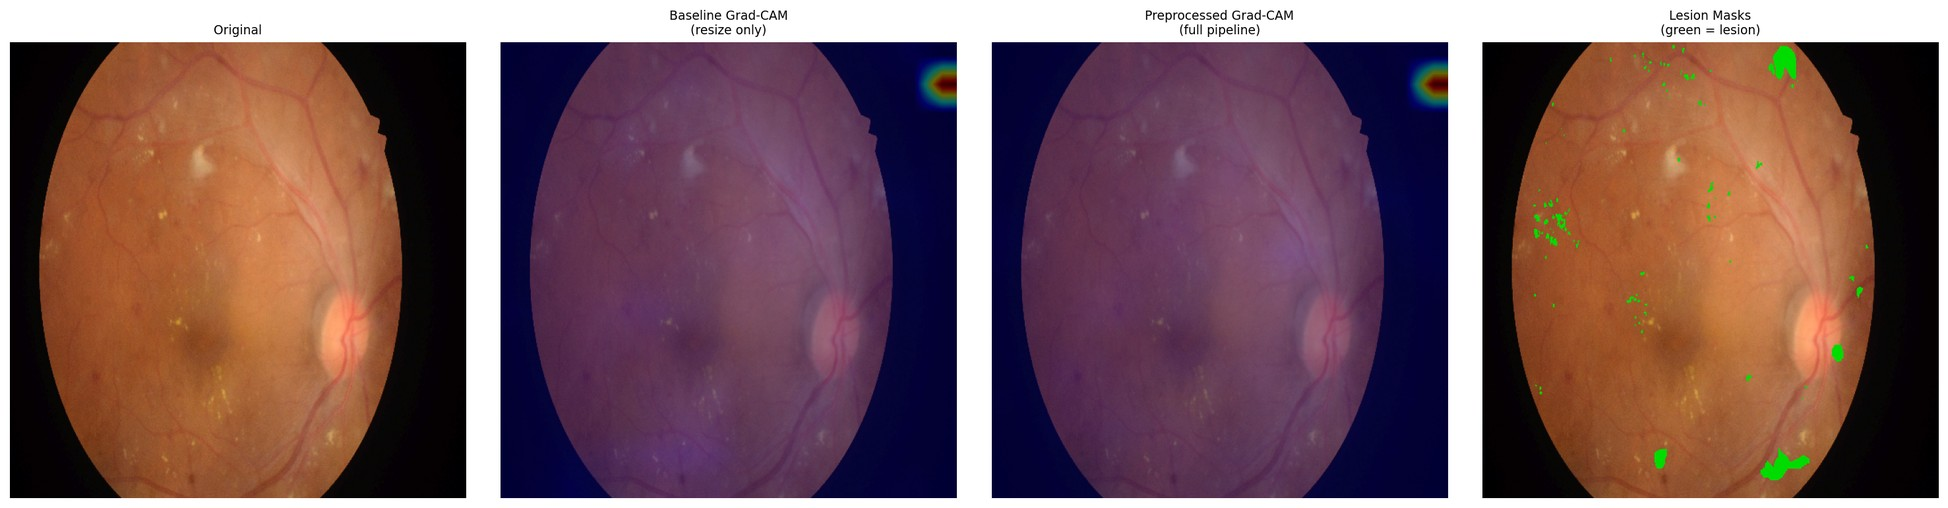 Original
Baseline Grad-CAM
(resize only)
Preprocessed Grad-CAM
(full pipeline)
Lesion Masks
(green = lesion)